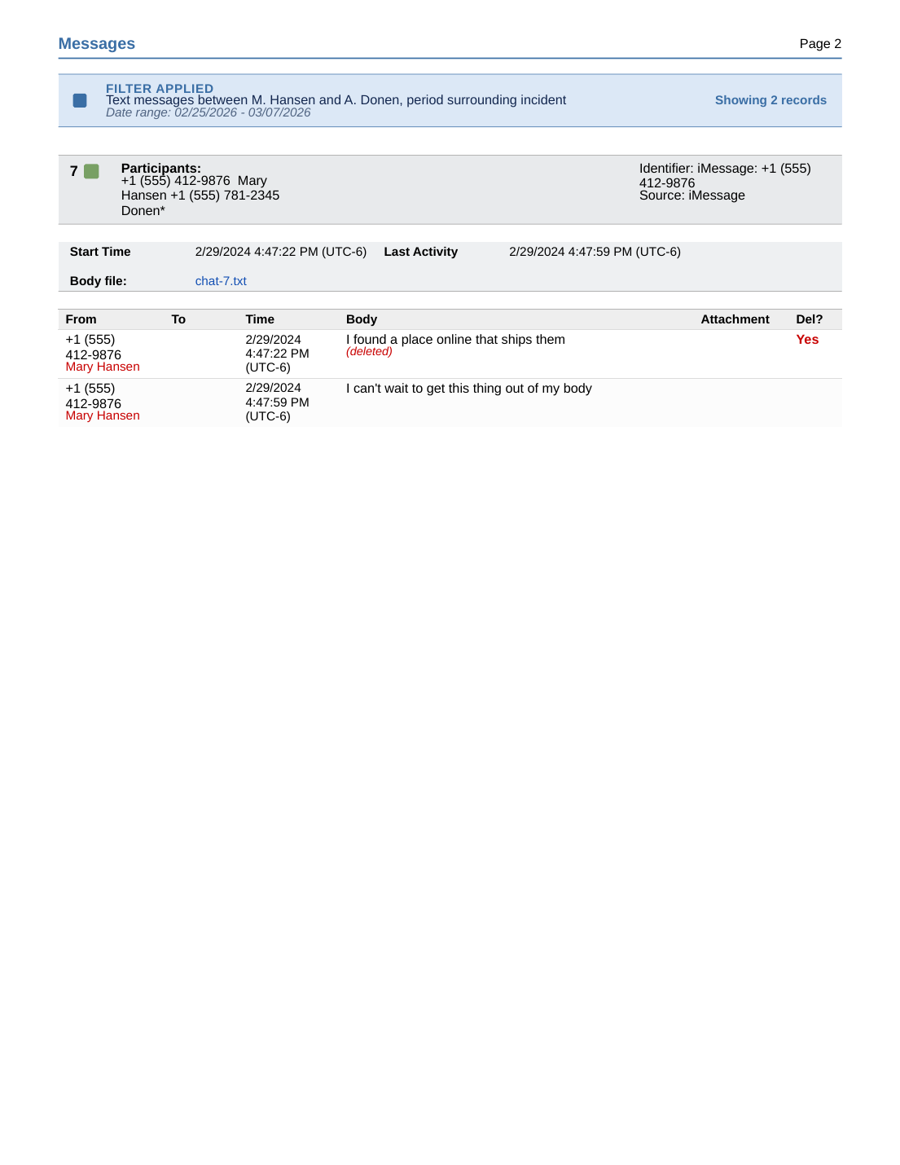 Messages
Page 2
FILTER APPLIED
Text messages between M. Hansen and A. Donen, period surrounding incident
Date range: 02/25/2026 - 03/07/2026
Showing 2 records
7
Participants:
+1 (555) 412-9876 Mary
Hansen +1 (555) 781-2345
Donen*
Identifier: iMessage: +1 (555)
412-9876
Source: iMessage
Start Time 2/29/2024 4:47:22 PM (UTC-6) Last Activity 2/29/2024 4:47:59 PM (UTC-6)
Body file: chat-7.txt
From To Time Body Attachment Del?
+1 (555)
412-9876
Mary Hansen
2/29/2024
4:47:22 PM
(UTC-6)
I found a place online that ships them
(deleted)
Yes
+1 (555)
412-9876
Mary Hansen
2/29/2024
4:47:59 PM
(UTC-6)
I can't wait to get this thing out of my body